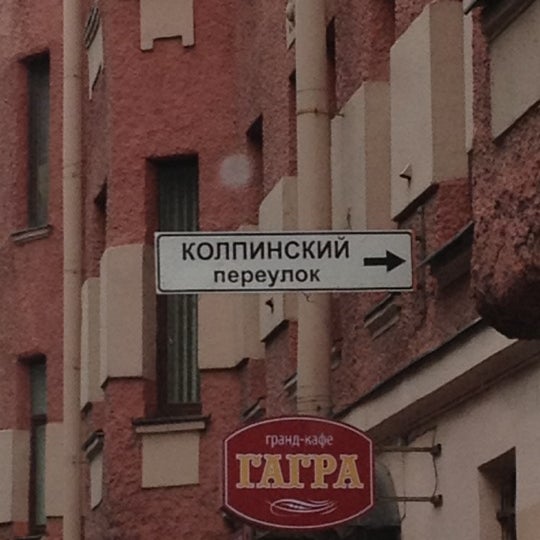 КОЛПИНСКИЙ
переулок
гранд-кафе
ГАГРА